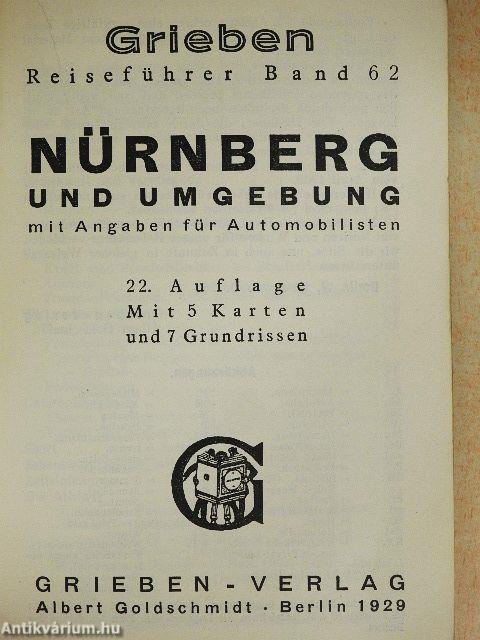 Grieben
Reiseführer Band 62
NÜRNBERG
UND UMGEBUNG
mit Angaben für Automobilisten
22. Auflage
Mit 5 Karten
und 7 Grundrissen
G
GRIEBEN-VERLAG
Albert Goldschmidt · Berlin 1929
Antikvárium.hu